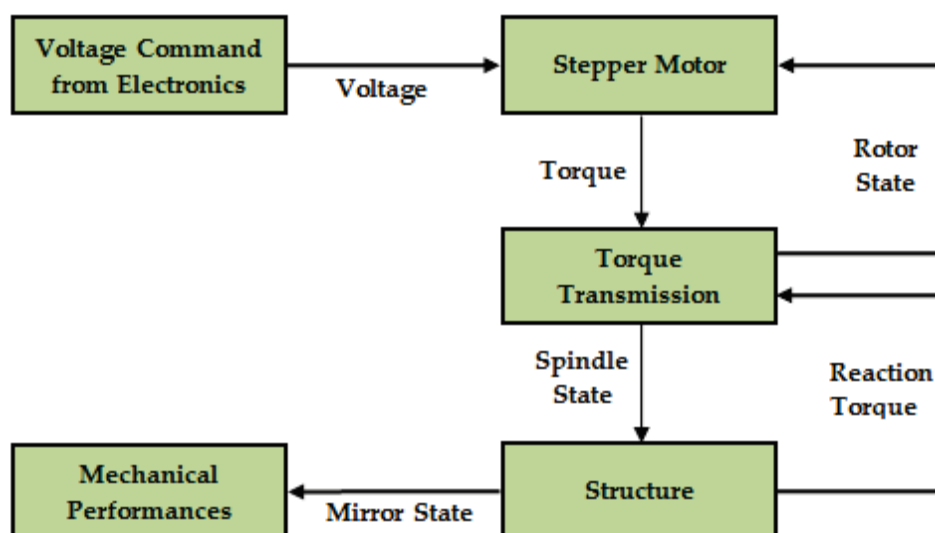 Voltage Command
from Electronics
Voltage
Stepper Motor
Torque
Rotor
State
Torque
Transmission
Spindle
State
Reaction
Torque
Mechanical
Performances
Mirror State
Structure